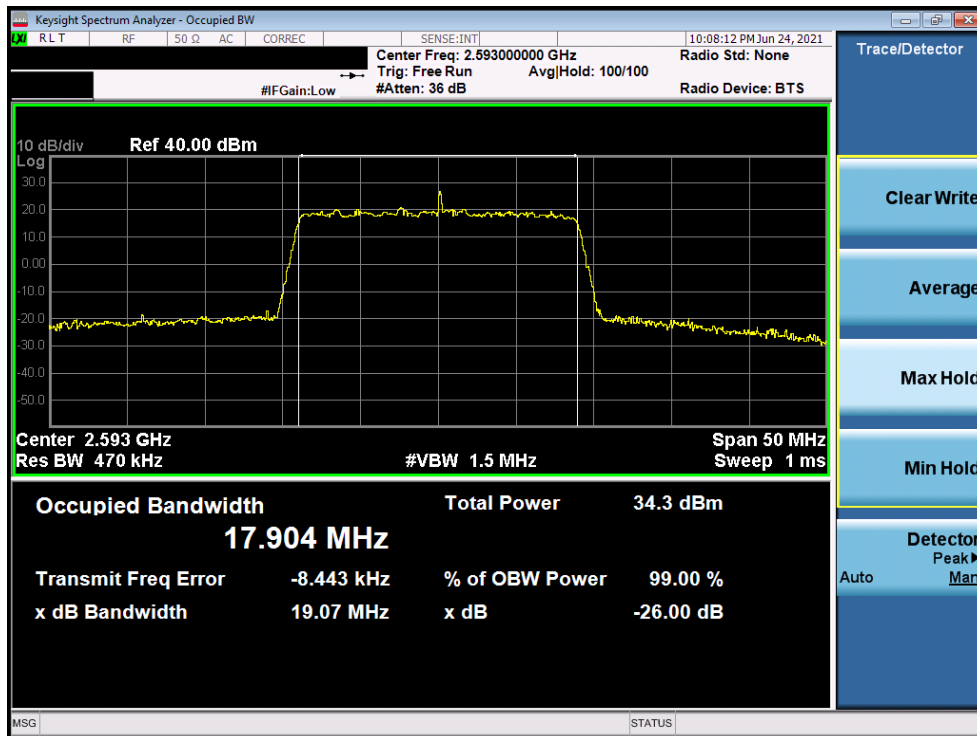 Keysight Spectrum Analyzer - Occupied BW
LXI RLT RF 50 Ω AC CORREC SENSE:INT 10:08:12 PM Jun 24, 2021
Center Freq: 2.593000000 GHz Radio Std: None
Trig: Free Run Avg|Hold: 100/100
#IFGain:Low #Atten: 36 dB Radio Device: BTS
Trace/Detector
10 dB/div Ref 40.00 dBm
Log
30.0
20.0
10.0
0.00
-10.0
-20.0
-30.0
-40.0
-50.0
Center 2.593 GHz Span 50 MHz
Res BW 470 kHz #VBW 1.5 MHz Sweep 1 ms
Occupied Bandwidth Total Power 34.3 dBm
17.904 MHz
Transmit Freq Error -8.443 kHz % of OBW Power 99.00 %
x dB Bandwidth 19.07 MHz x dB -26.00 dB
Clear Write
Average
Max Hold
Min Hold
Detector
Peak▶
Auto Man
MSG STATUS